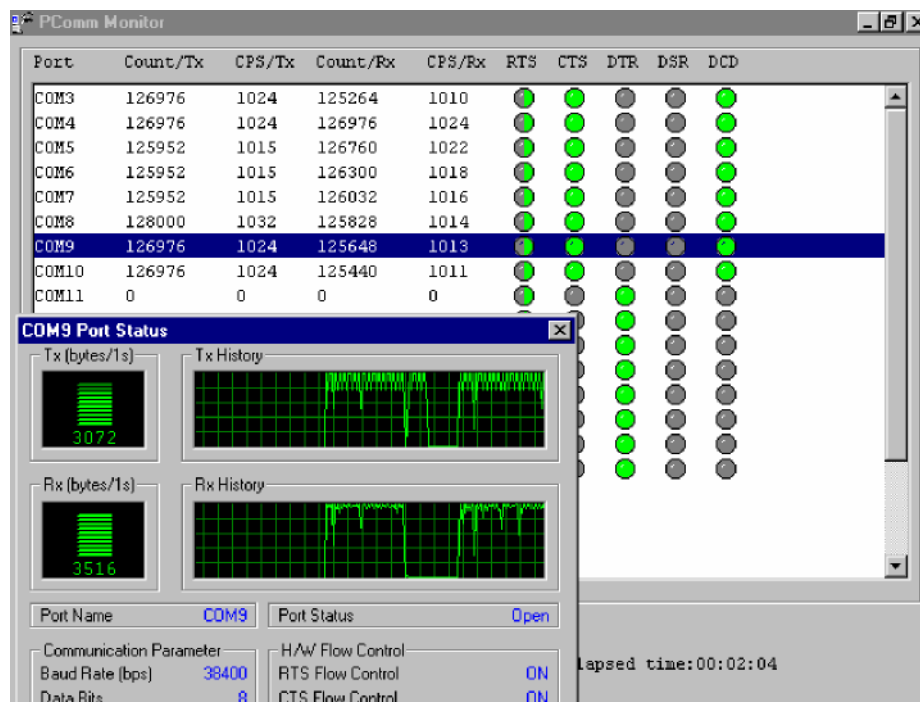 PComm Monitor
Port Count/Tx CPS/Tx Count/Rx CPS/Rx RTS CTS DTR DSR DCD
COM3 126976 1024 125264 1010
COM4 126976 1024 126976 1024
COM5 125952 1015 126760 1022
COM6 125952 1015 126300 1018
COM7 125952 1015 126032 1016
COM8 128000 1032 125828 1014
COM9 126976 1024 125648 1013
COM10 126976 1024 125440 1011
COM11 0 0 0 0
COM9 Port Status
Tx (bytes/1s) Tx History
3072
Rx (bytes/1s) Rx History
3516
Port Name COM9 Port Status Open
Communication Parameter H/W Flow Control
Baud Rate (bps) 38400 RTS Flow Control ON
lapsed time:00:02:04
Data Bits 8 CTS Flow Control ON